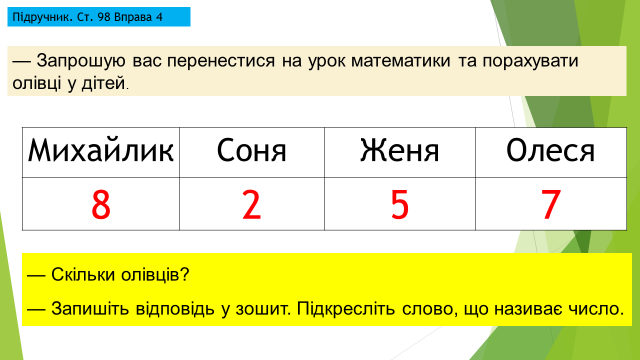 Підручник. Ст. 98 Вправа 4
— Запрошую вас перенестися на урок математики та порахувати
олівці у дітей.
Михайлик Соня Женя Олеся
8 2 5 7
— Скільки олівців?
— Запишіть відповідь у зошит. Підкресліть слово, що називає число.